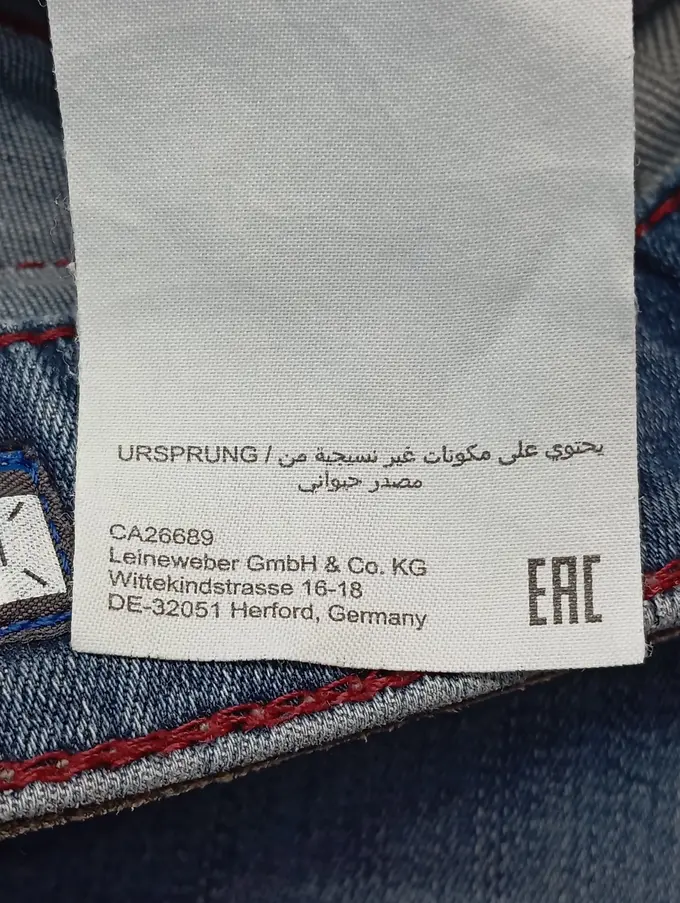 URSPRUNG / يحتوي على مكونات غير نسيجية من
مصدر حيواني
CA26689
Leineweber GmbH & Co. KG
Wittekindstrasse 16-18
DE-32051 Herford, Germany
EAC